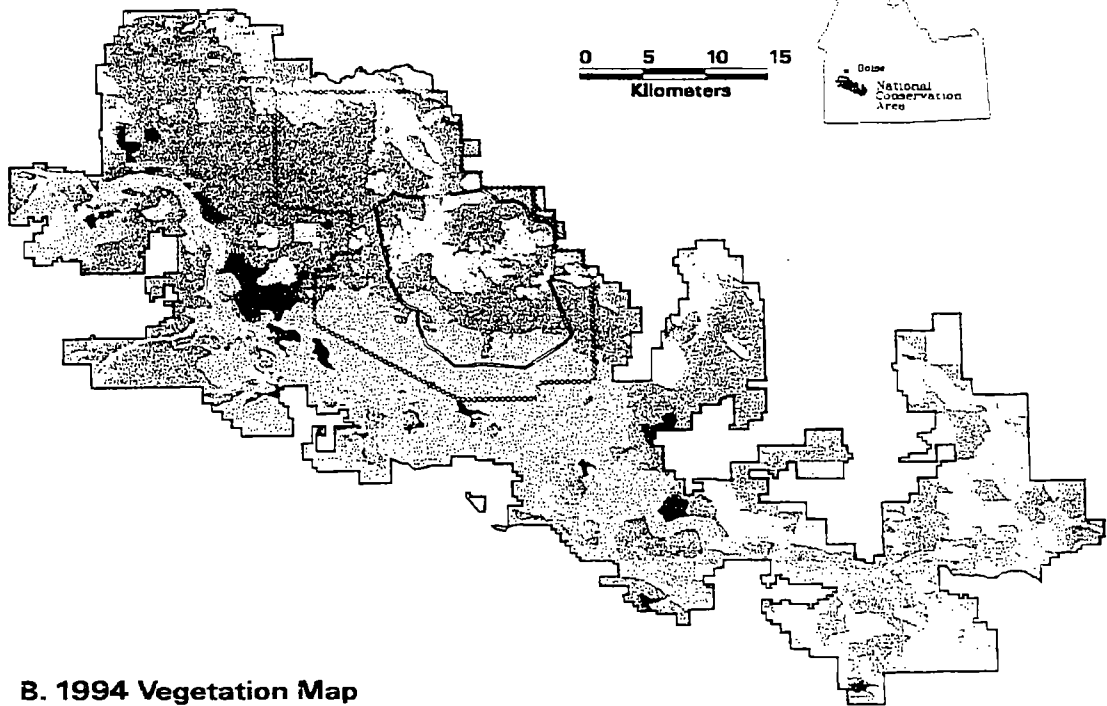 0 5 10 15
Kilometers
Boise
National
Conservation
Area
B. 1994 Vegetation Map